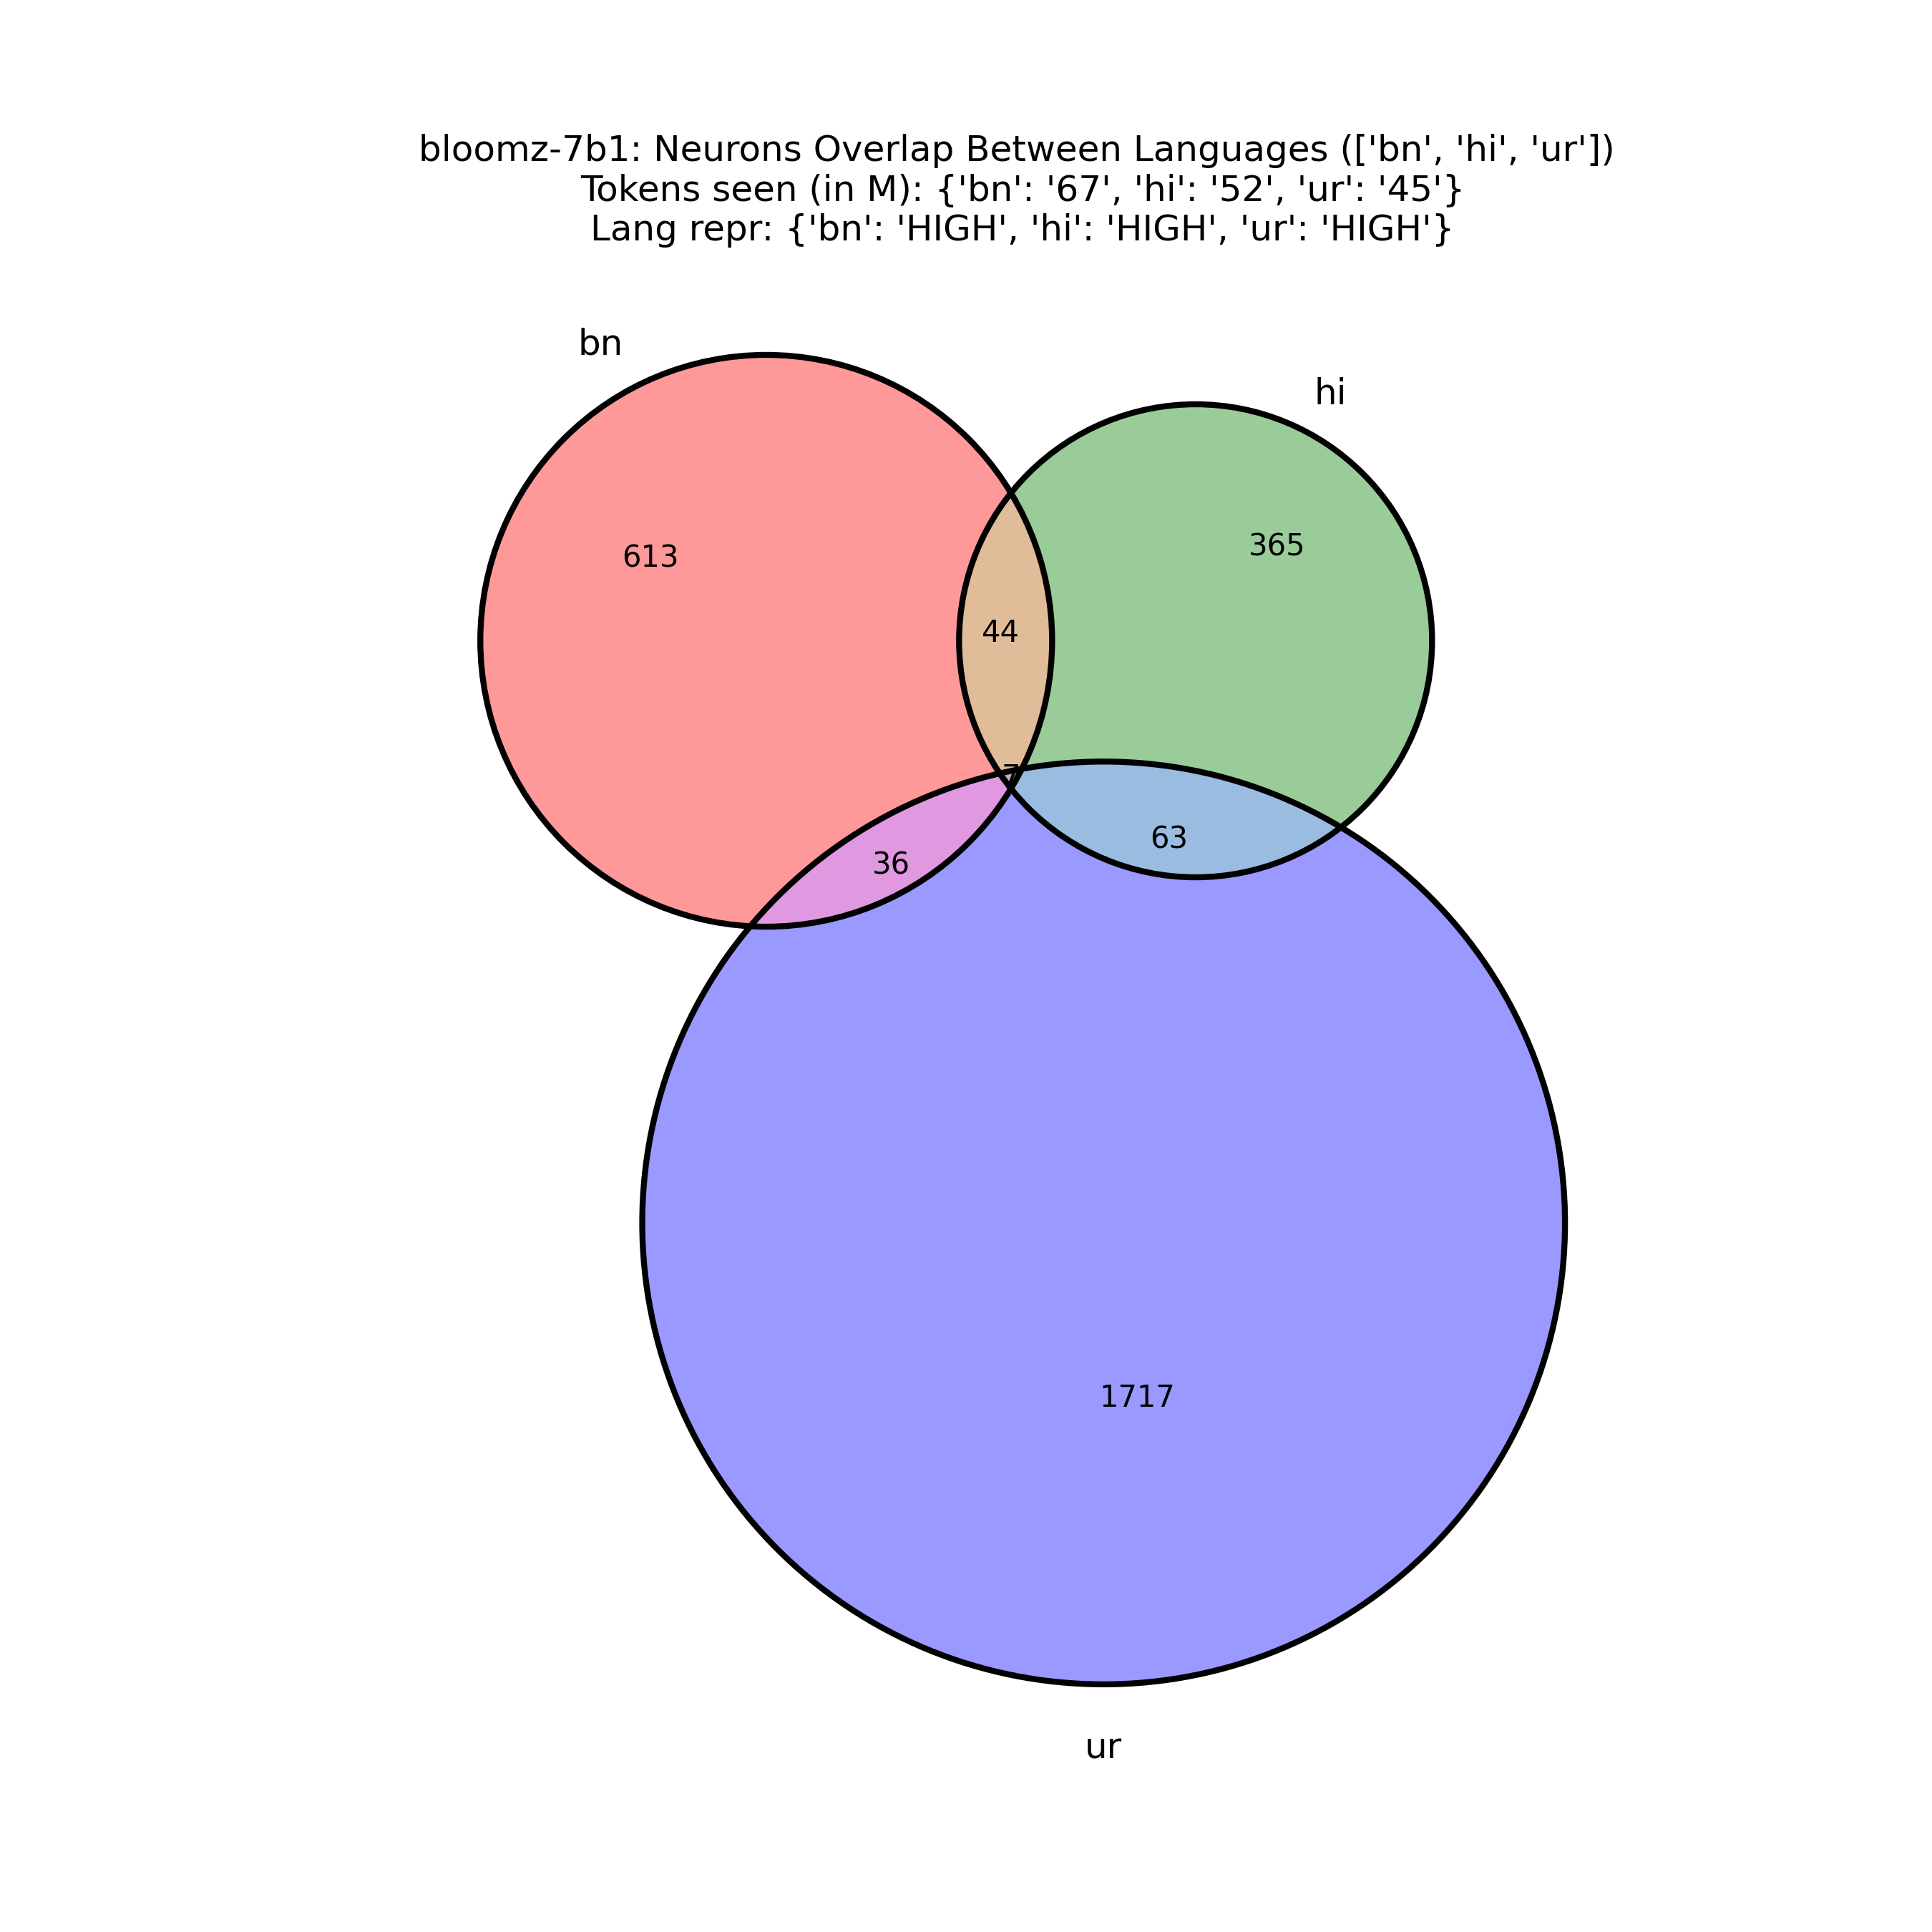 bloomz-7b1: Neurons Overlap Between Languages (['bn', 'hi', 'ur'])
Tokens seen (in M): {'bn': '67', 'hi': '52', 'ur': '45'}
Lang repr: {'bn': 'HIGH', 'hi': 'HIGH', 'ur': 'HIGH'}
bn
hi
613
365
44
63
36
1717
ur